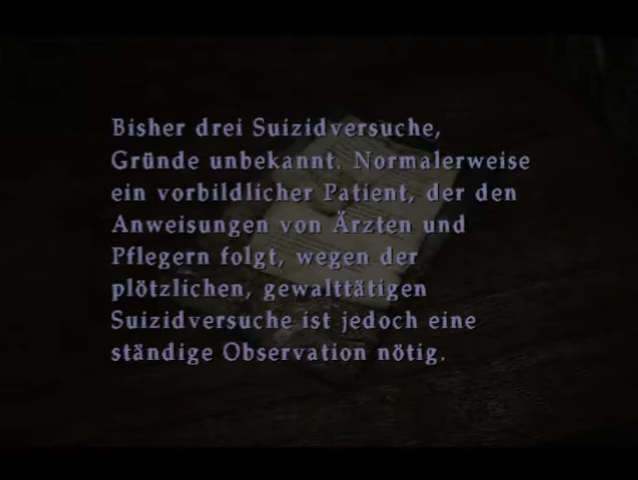 Bisher drei Suizidversuche,
Gründe unbekannt. Normalerweise
ein vorbildlicher Patient, der den
Anweisungen von Ärzten und
Pflegern folgt, wegen der
plötzlichen, gewalttätigen
Suizidversuche ist jedoch eine
ständige Observation nötig.